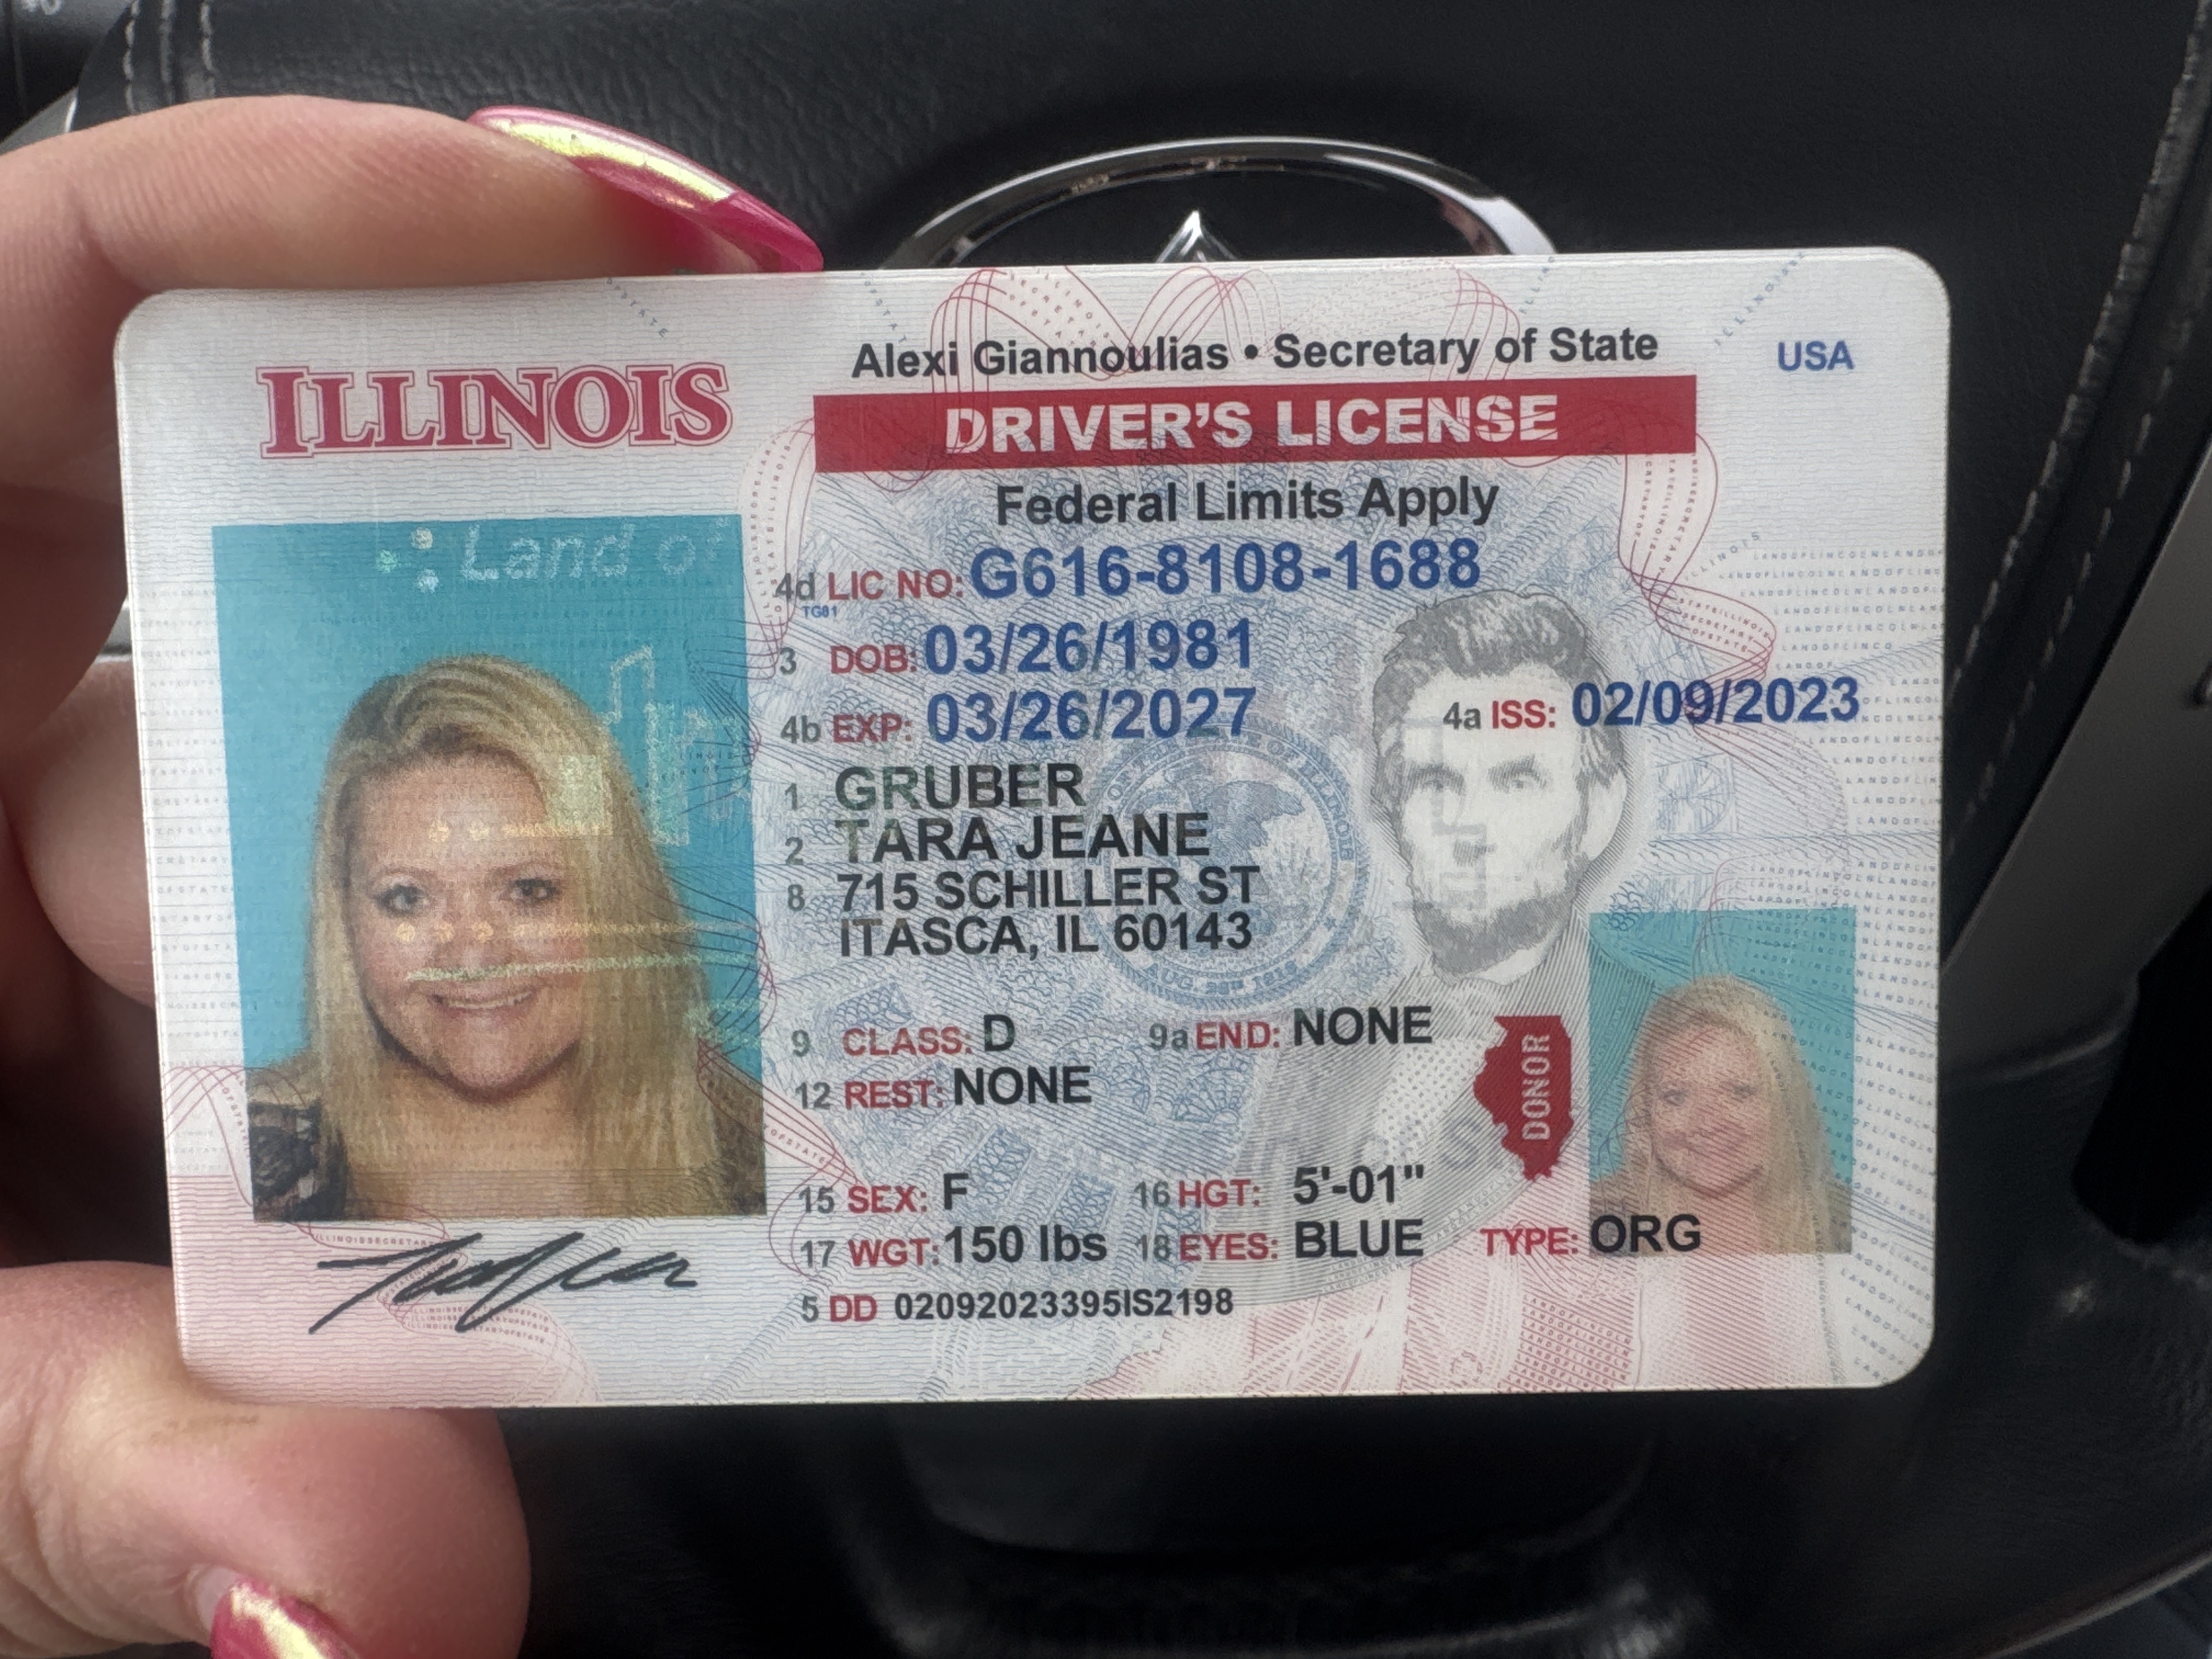 ILLINOIS
Alexi Giannoulias • Secretary of State
USA
DRIVER'S LICENSE
Federal Limits Apply
4d LIC NO: G616-8108-1688
TG81
3 DOB: 03/26/1981
4b EXP: 03/26/2027
4a ISS: 02/09/2023
1 GRUBER
2 TARA JEANE
8 715 SCHILLER ST
ITASCA, IL 60143
9 CLASS: D 9a END: NONE
12 REST: NONE
DONOR
15 SEX: F 16 HGT: 5'-01"
17 WGT: 150 lbs 18 EYES: BLUE TYPE: ORG
5 DD 02092023395IS2198
Land of
AUG. 26TH 1818